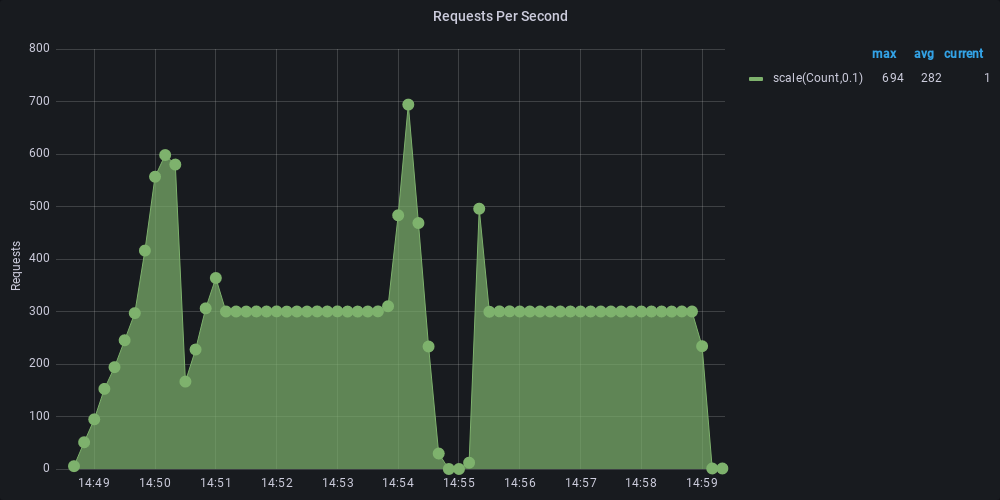 Requests Per Second
max avg current
scale(Count,0.1) 694 282 1
Requests
800
700
600
500
400
300
200
100
0
14:49 14:50 14:51 14:52 14:53 14:54 14:55 14:56 14:57 14:58 14:59